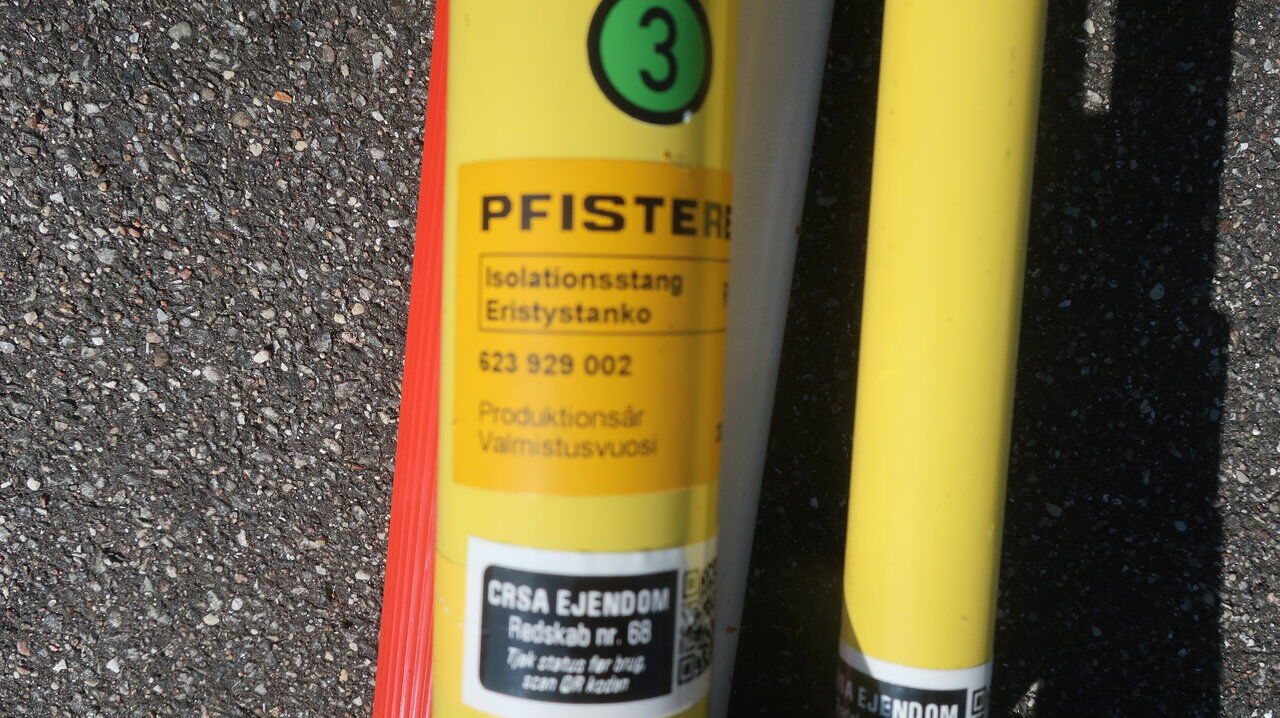 3
PFISTERE
Isolationsstang
Eristystanko
623 929 002
Produktionsår
Valmistusvuosi
CRSA EJENDOM
Redskab nr. 68
Tjek status før brug,
scan QR koden
EJENDOM